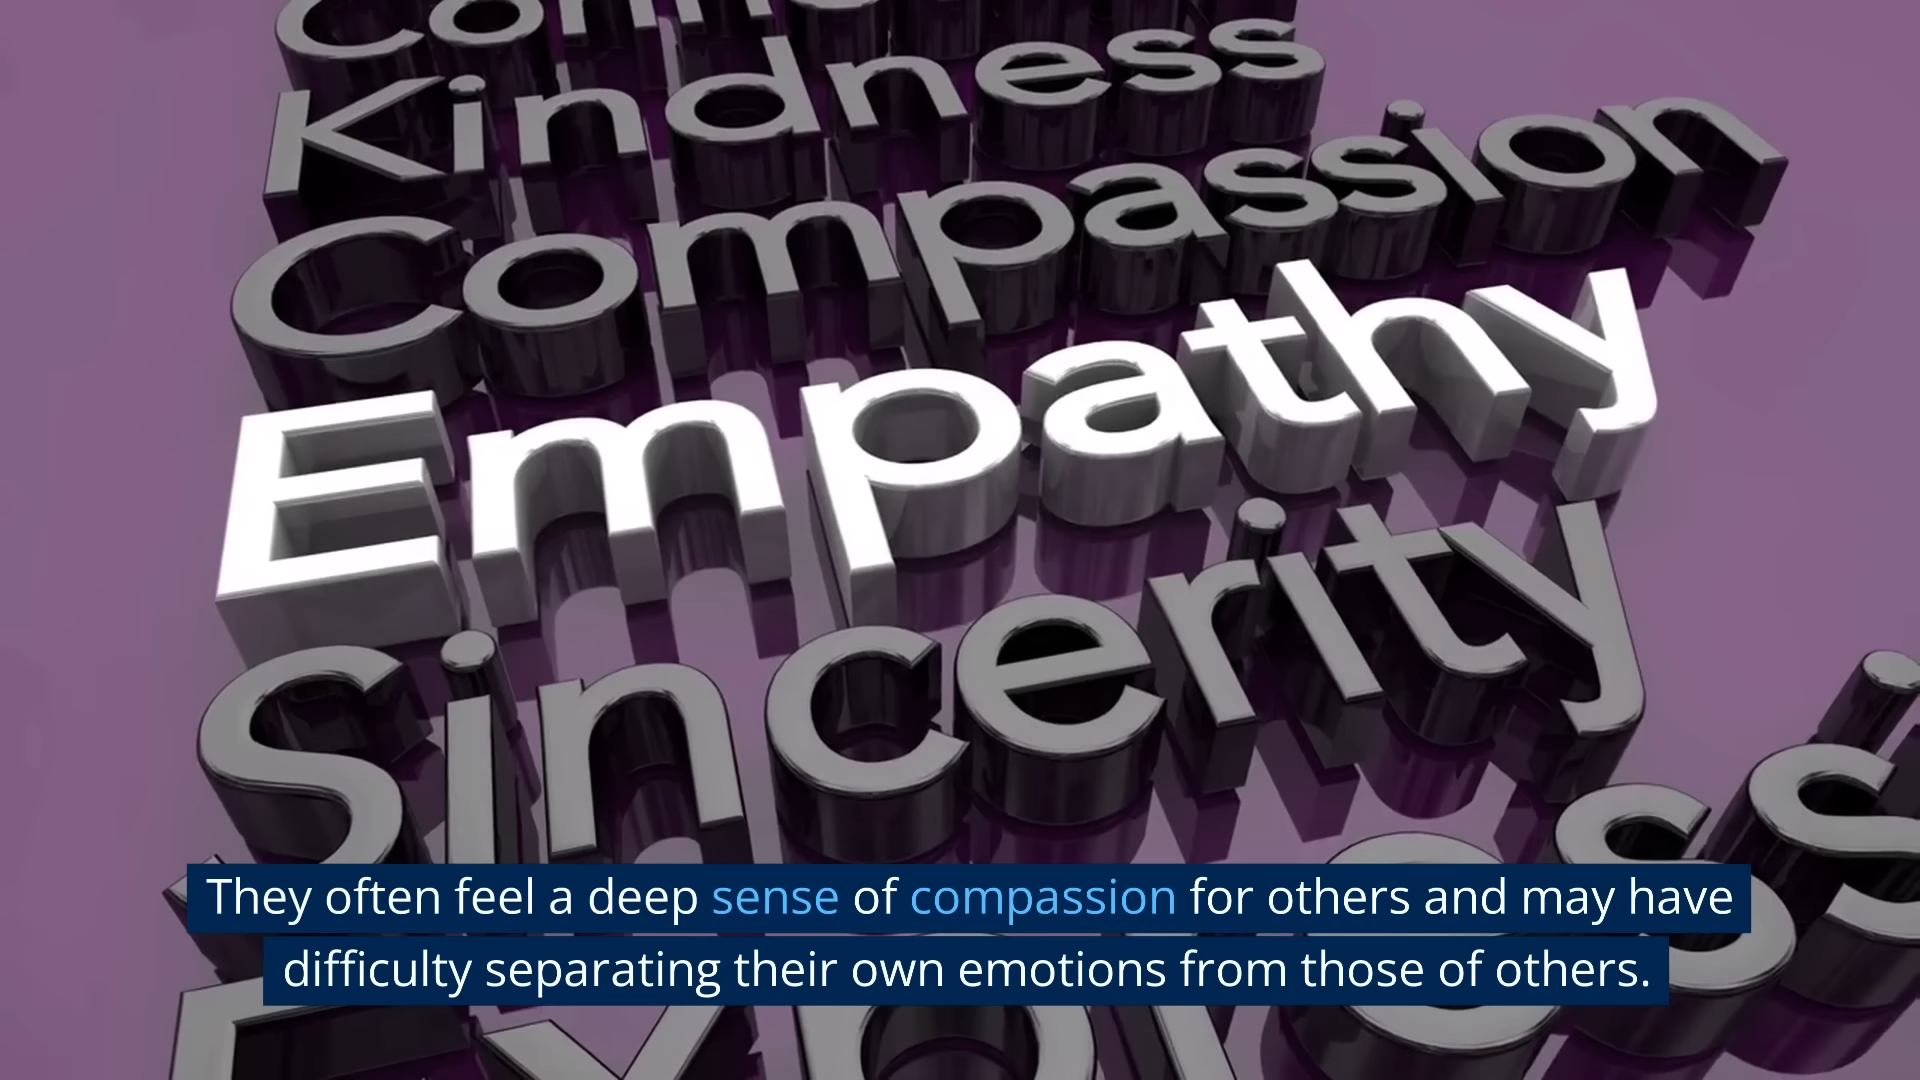 Kindness
Compassion
Empathy
Sincerity
They often feel a deep sense of compassion for others and may have
difficulty separating their own emotions from those of others.